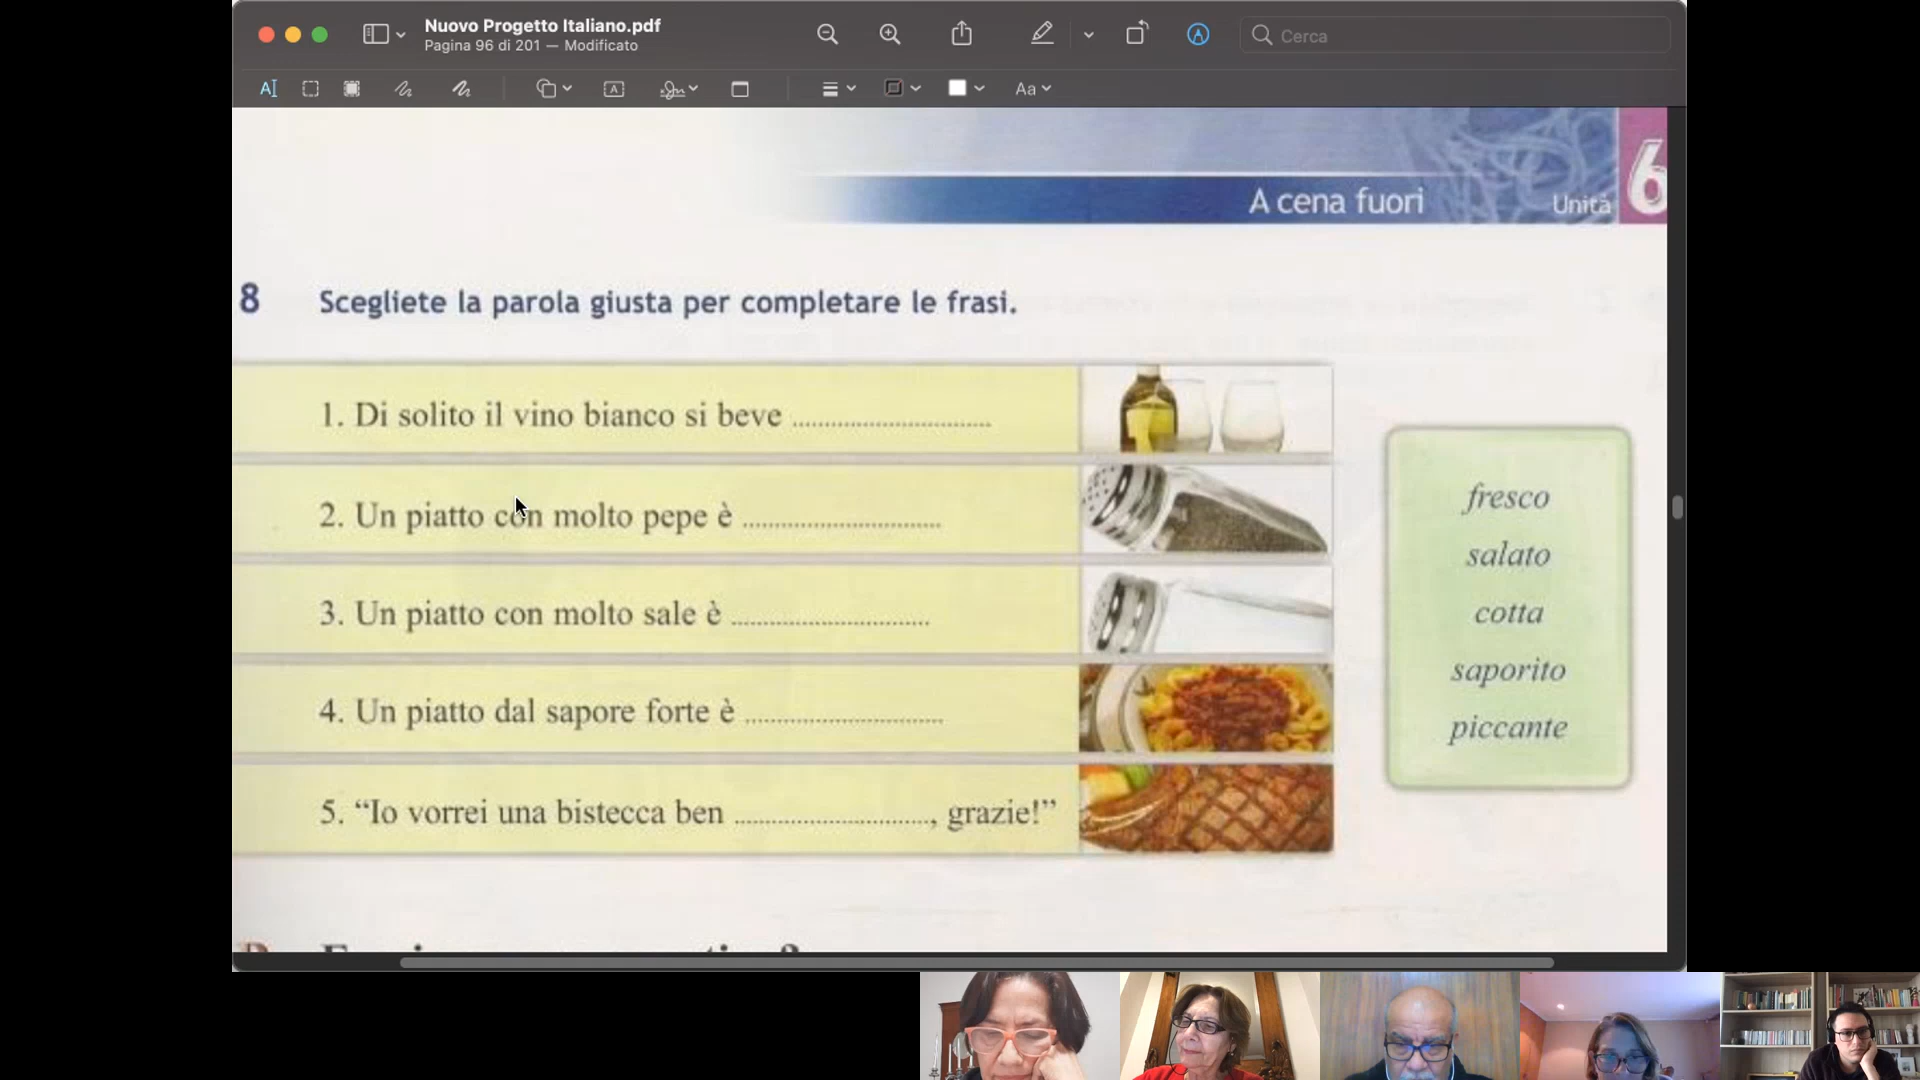 Nuovo Progetto Italiano.pdf
Pagina 96 di 201 — Modificato
Cerca
A
A
Aa
A cena fuori
Unità 6
8 Scegliete la parola giusta per completare le frasi.
1. Di solito il vino bianco si beve ..............................
2. Un piatto con molto pepe è ..............................
3. Un piatto con molto sale è ..............................
4. Un piatto dal sapore forte è ..............................
5. “Io vorrei una bistecca ben .............................., grazie!”
fresco
salato
cotta
saporito
piccante